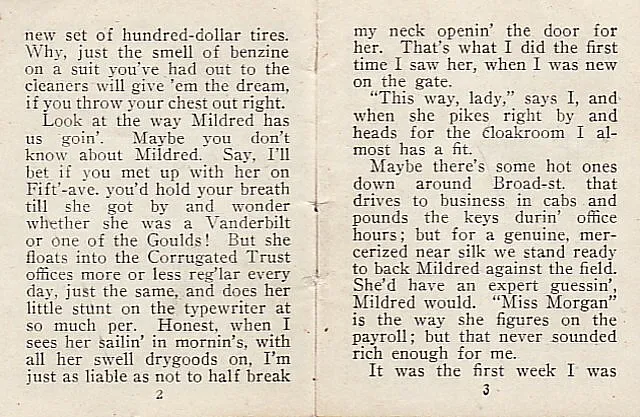 new set of hundred-dollar tires.
Why, just the smell of benzine
on a suit you've had out to the
cleaners will give 'em the dream,
if you throw your chest out right.
Look at the way Mildred has
us goin'. Maybe you don't
know about Mildred. Say, I'll
bet if you met up with her on
Fift'-ave. you'd hold your breath
till she got by and wonder
whether she was a Vanderbilt
or one of the Goulds! But she
floats into the Corrugated Trust
offices more or less reg'lar every
day, just the same, and does her
little stunt on the typewriter at
so much per. Honest, when I
sees her sailin' in mornin's, with
all her swell drygoods on, I'm
just as liable as not to half break
2
my neck openin' the door for
her. That's what I did the first
time I saw her, when I was new
on the gate.
"This way, lady," says I, and
when she pikes right by and
heads for the cloakroom I al-
most has a fit.
Maybe there's some hot ones
down around Broad-st. that
drives to business in cabs and
pounds the keys durin' office
hours; but for a genuine, mer-
cerized near silk we stand ready
to back Mildred against the field.
She'd have an expert guessin',
Mildred would. "Miss Morgan"
is the way she figures on the
payroll; but that never sounded
rich enough for me.
It was the first week I was
3